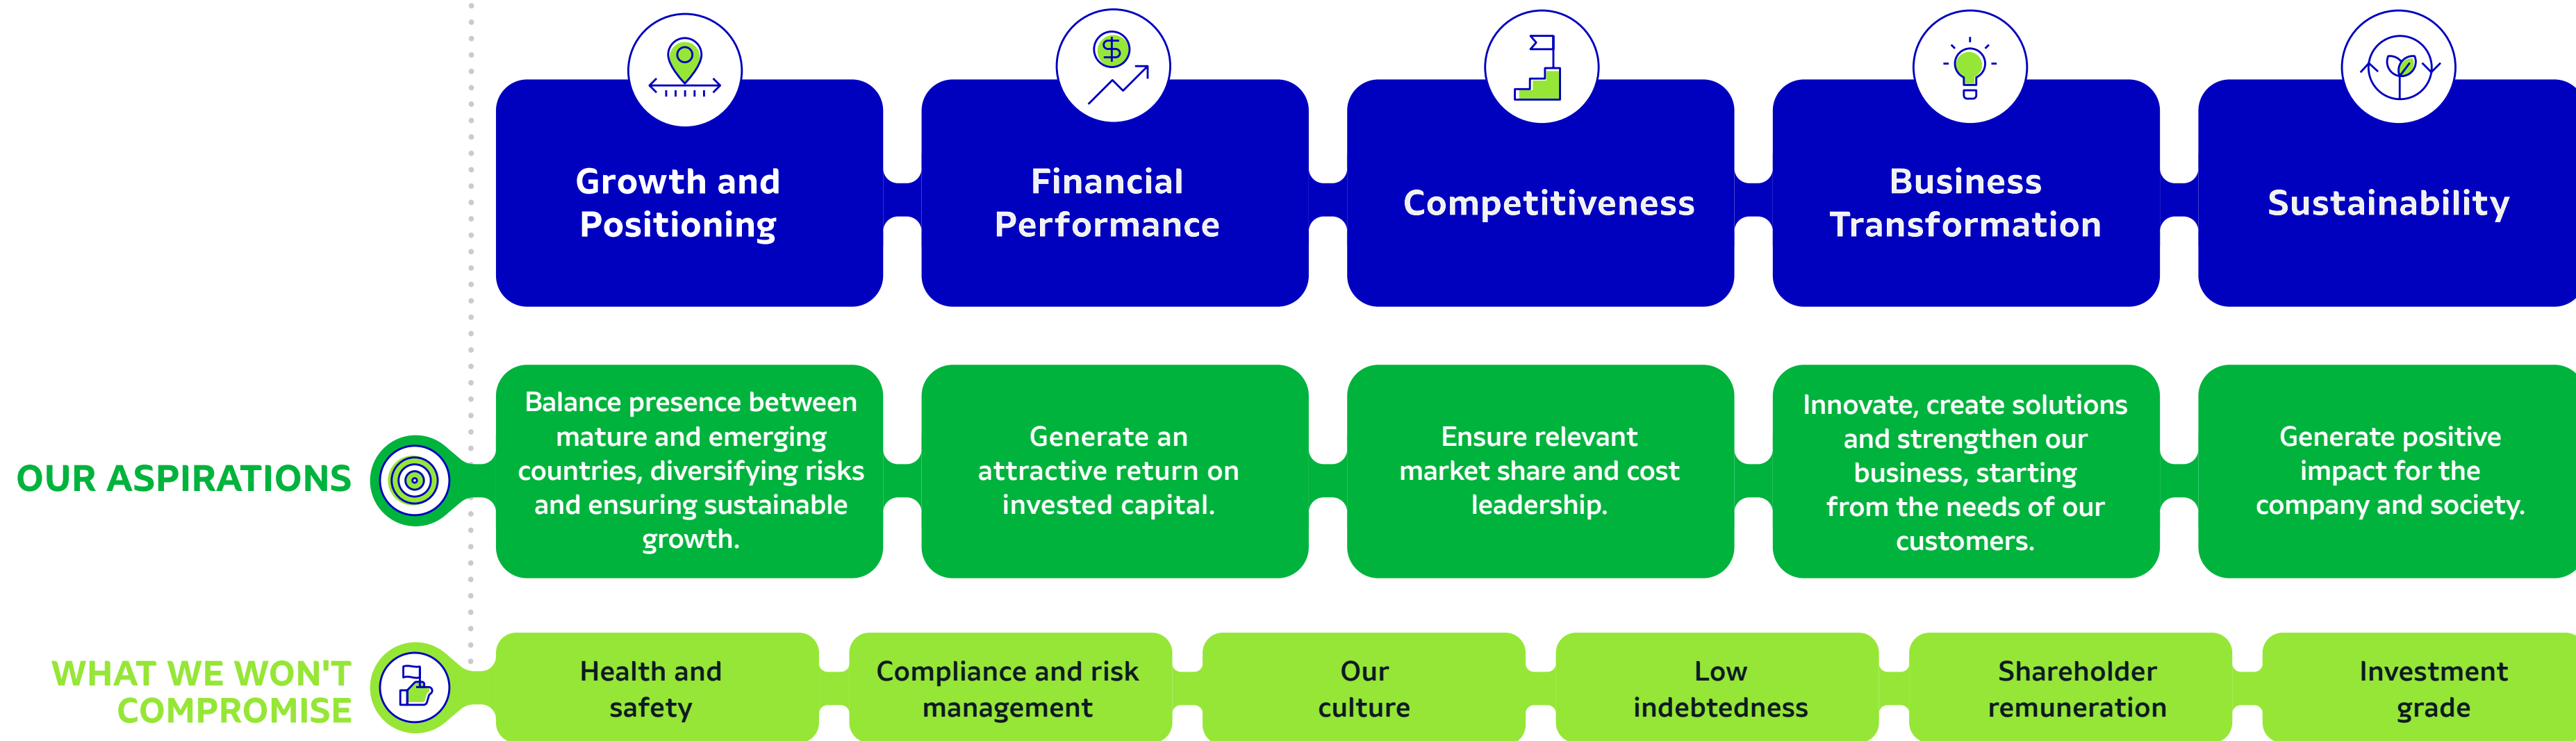 Growth and
Positioning
Financial
Performance
Competitiveness
Business
Transformation
Sustainability
OUR ASPIRATIONS
Balance presence between
mature and emerging
countries, diversifying risks
and ensuring sustainable
growth.
Generate an
attractive return on
invested capital.
Ensure relevant
market share and cost
leadership.
Innovate, create solutions
and strengthen our
business, starting
from the needs of our
customers.
Generate positive
impact for the
company and society.
WHAT WE WON'T
COMPROMISE
Health and
safety
Compliance and risk
management
Our
culture
Low
indebtedness
Shareholder
remuneration
Investment
grade